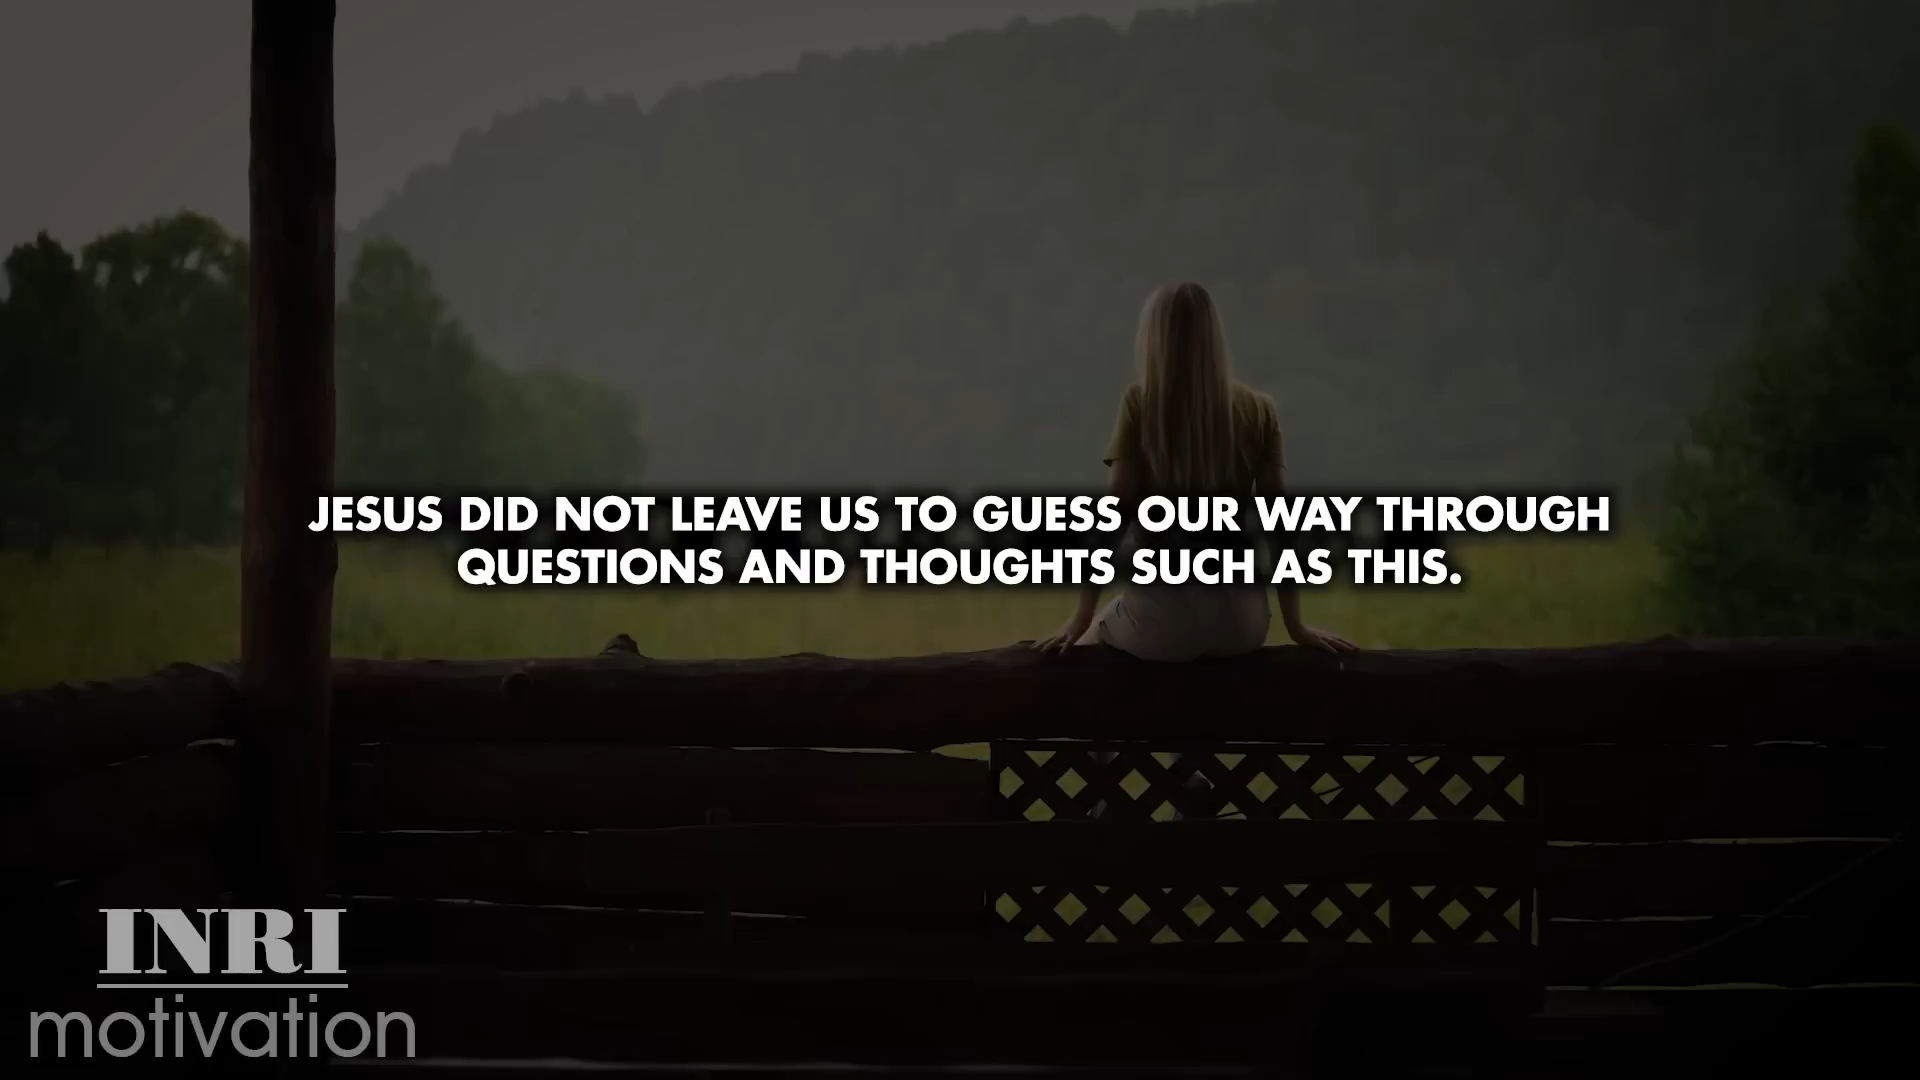 JESUS DID NOT LEAVE US TO GUESS OUR WAY THROUGH
QUESTIONS AND THOUGHTS SUCH AS THIS.
INRI
motivation